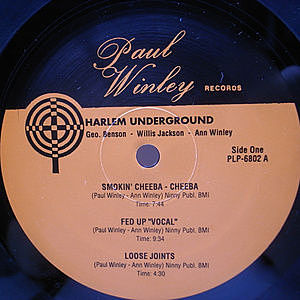 Paul
Winley
RECORDS
HARLEM UNDERGROUND
Geo. Benson - Willis Jackson - Ann Winley
Side One
PLP-6802 A
SMOKIN' CHEEBA - CHEEBA
(Paul Winley - Ann Winley) Ninny Publ. BMI
Time: 7:44
FED UP "VOCAL"
(Paul Winley - Ann Winley) Ninny Publ. BMI
Time: 9:34
LOOSE JOINTS
(Paul Winley - Ann Winley) Ninny Publ. BMI
Time: 4:30